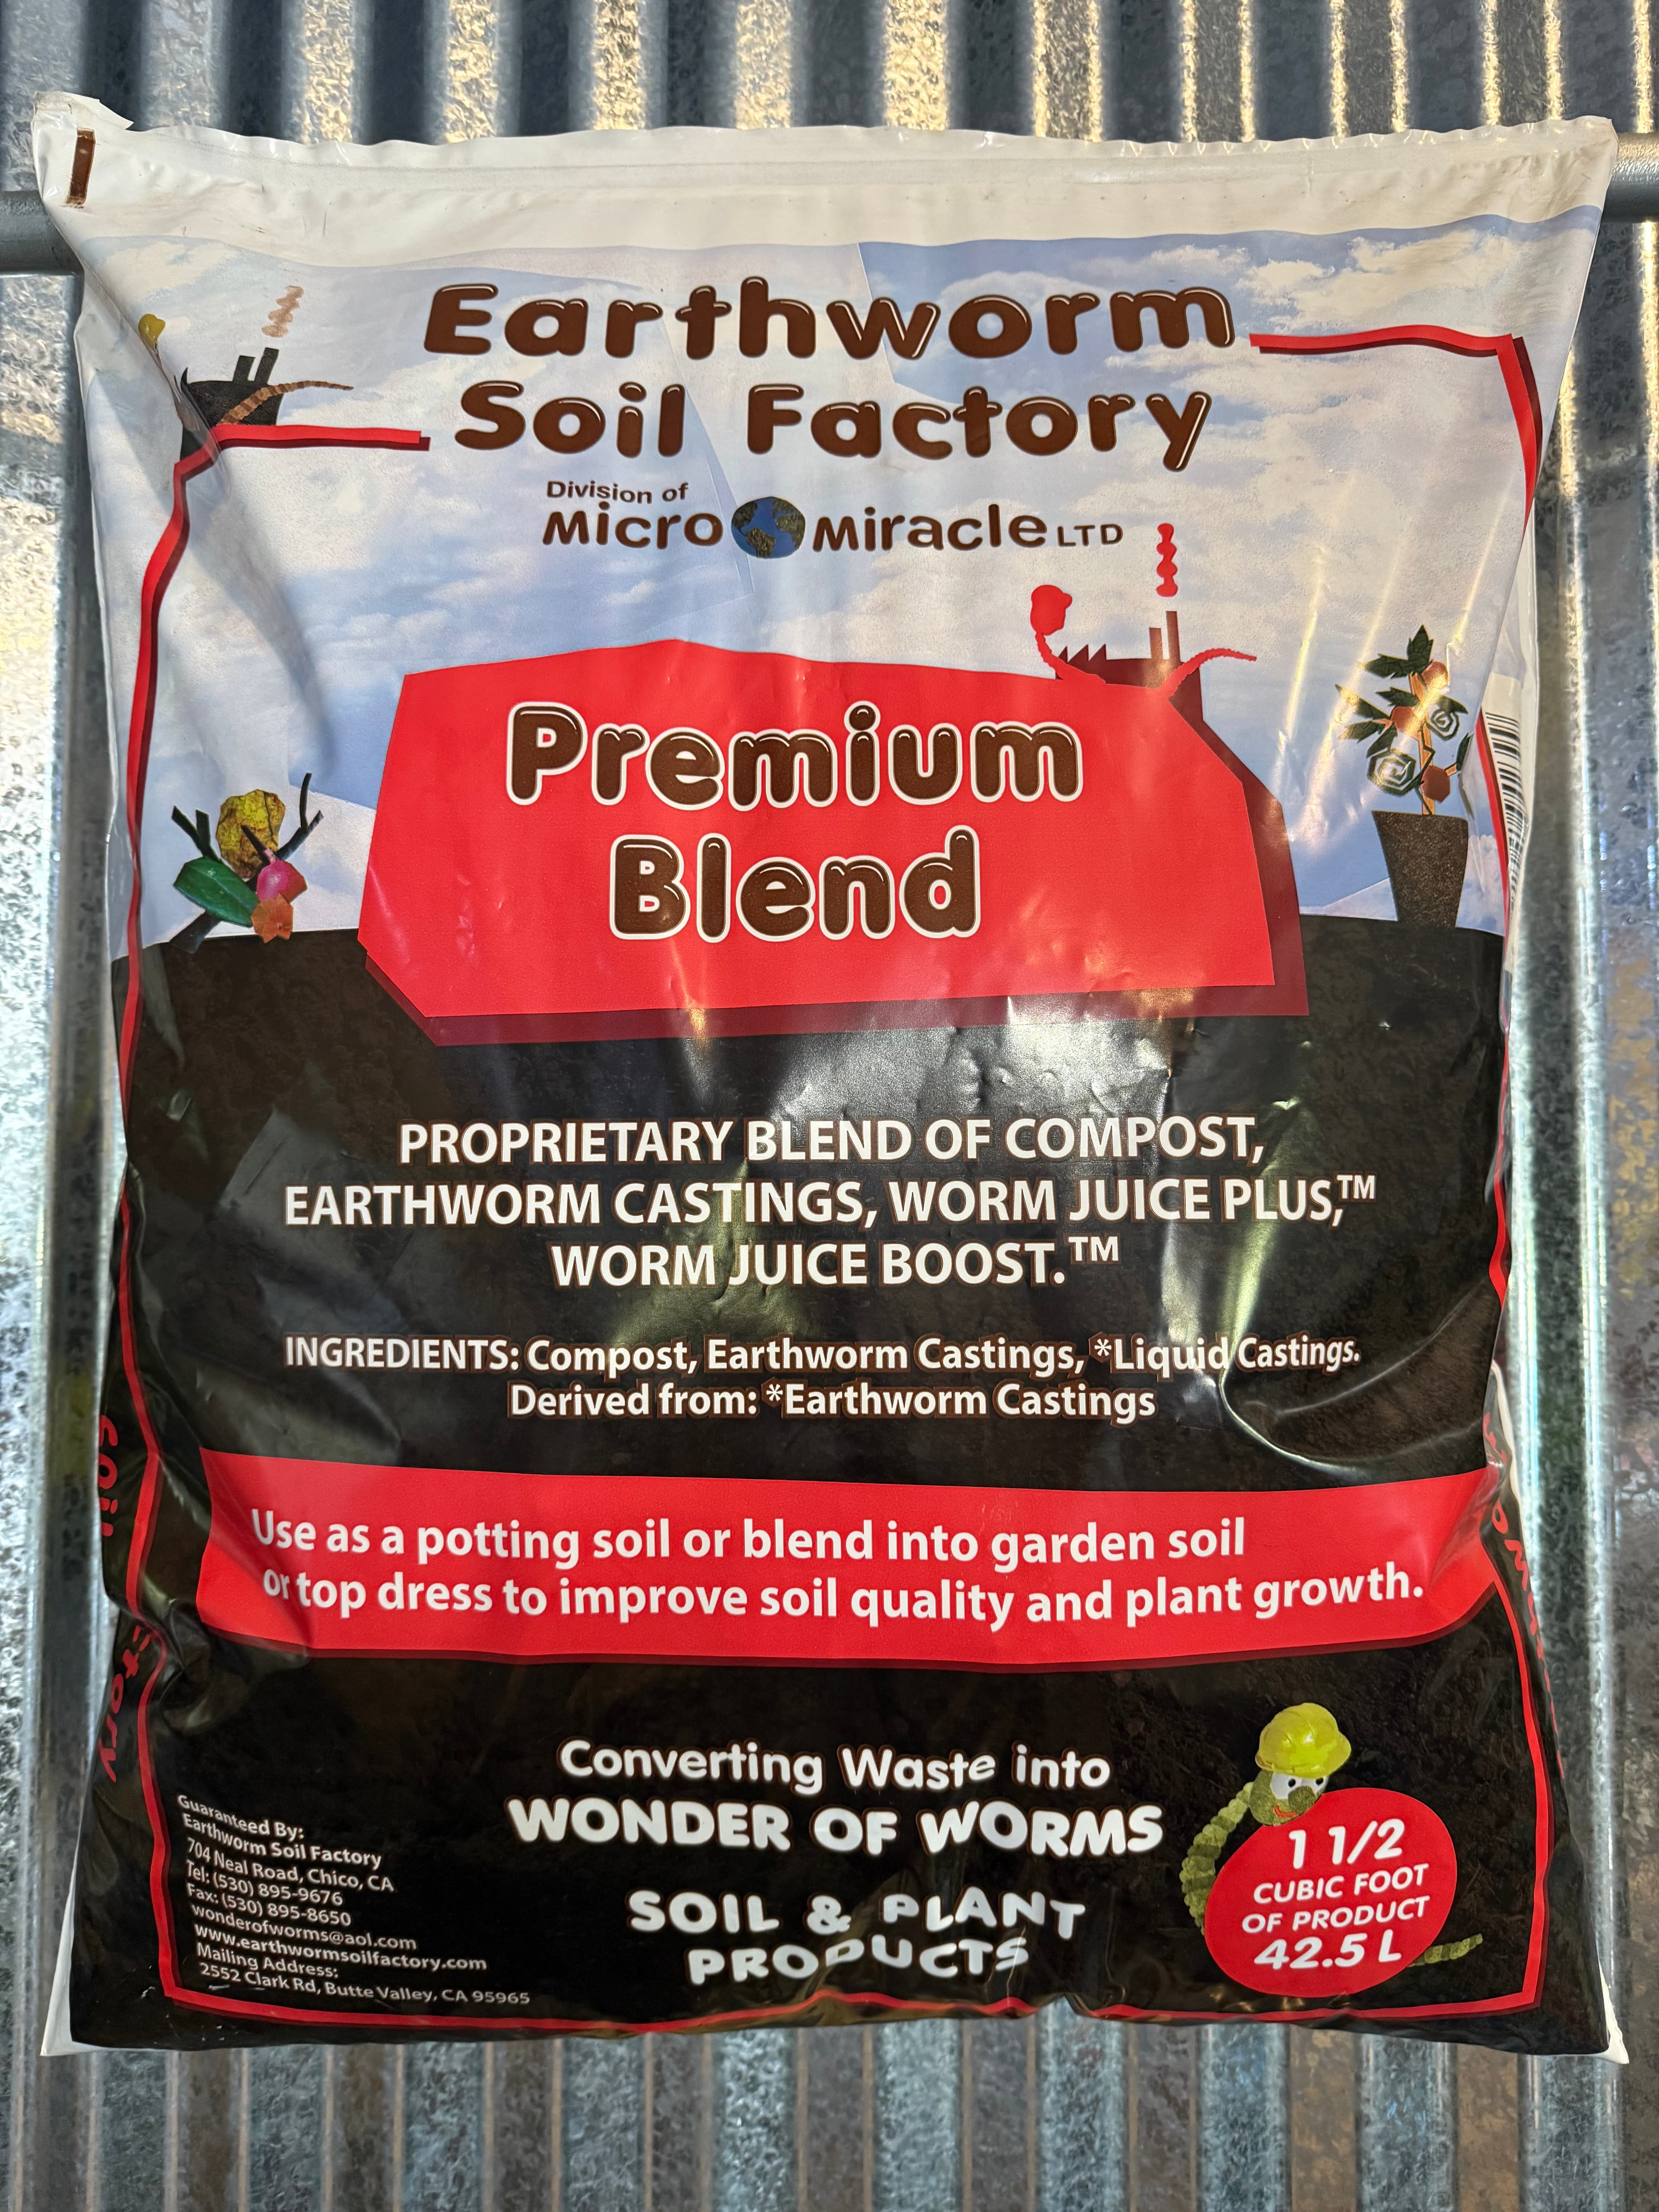 Earthworm
Soil Factory
Division of
Micro Miracle LTD
Premium
Blend
PROPRIETARY BLEND OF COMPOST,
EARTHWORM CASTINGS, WORM JUICE PLUS,™
WORM JUICE BOOST.™
INGREDIENTS: Compost, Earthworm Castings, *Liquid Castings.
Derived from: *Earthworm Castings
Use as a potting soil or blend into garden soil
or top dress to improve soil quality and plant growth.
Converting Waste into
WONDER OF WORMS
SOIL & PLANT
PRODUCTS
Guaranteed By:
Earthworm Soil Factory
704 Neal Road, Chico, CA
Tel: (530) 895-9676
Fax: (530) 895-8650
wonderofworms@aol.com
www.earthwormsoilfactory.com
Mailing Address:
2552 Clark Rd, Butte Valley, CA 95965
1 1/2
CUBIC FOOT
OF PRODUCT
42.5 L